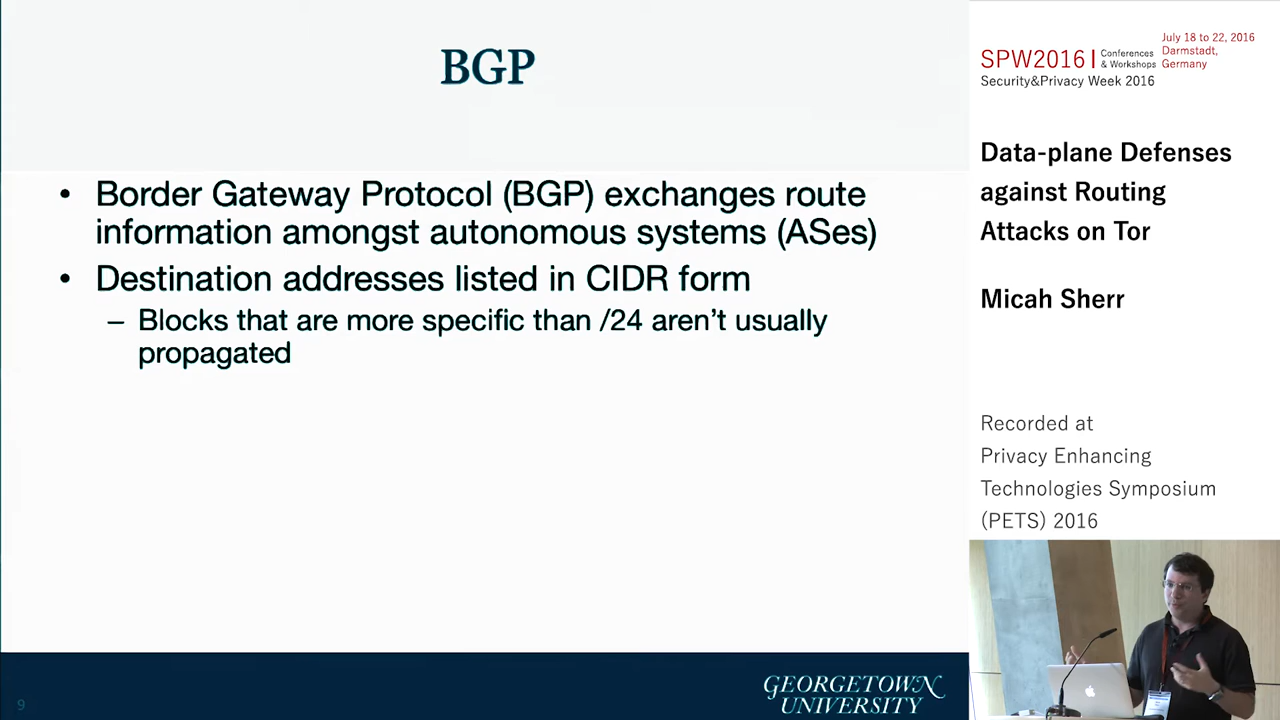 BGP
• Border Gateway Protocol (BGP) exchanges route
information amongst autonomous systems (ASes)
• Destination addresses listed in CIDR form
– Blocks that are more specific than /24 aren't usually
propagated
9
GEORGETOWN
UNIVERSITY
SPW2016 | Conferences
& Workshops
July 18 to 22, 2016
Darmstadt,
Germany
Security&Privacy Week 2016
Data-plane Defenses
against Routing
Attacks on Tor
Micah Sherr
Recorded at
Privacy Enhancing
Technologies Symposium
(PETS) 2016